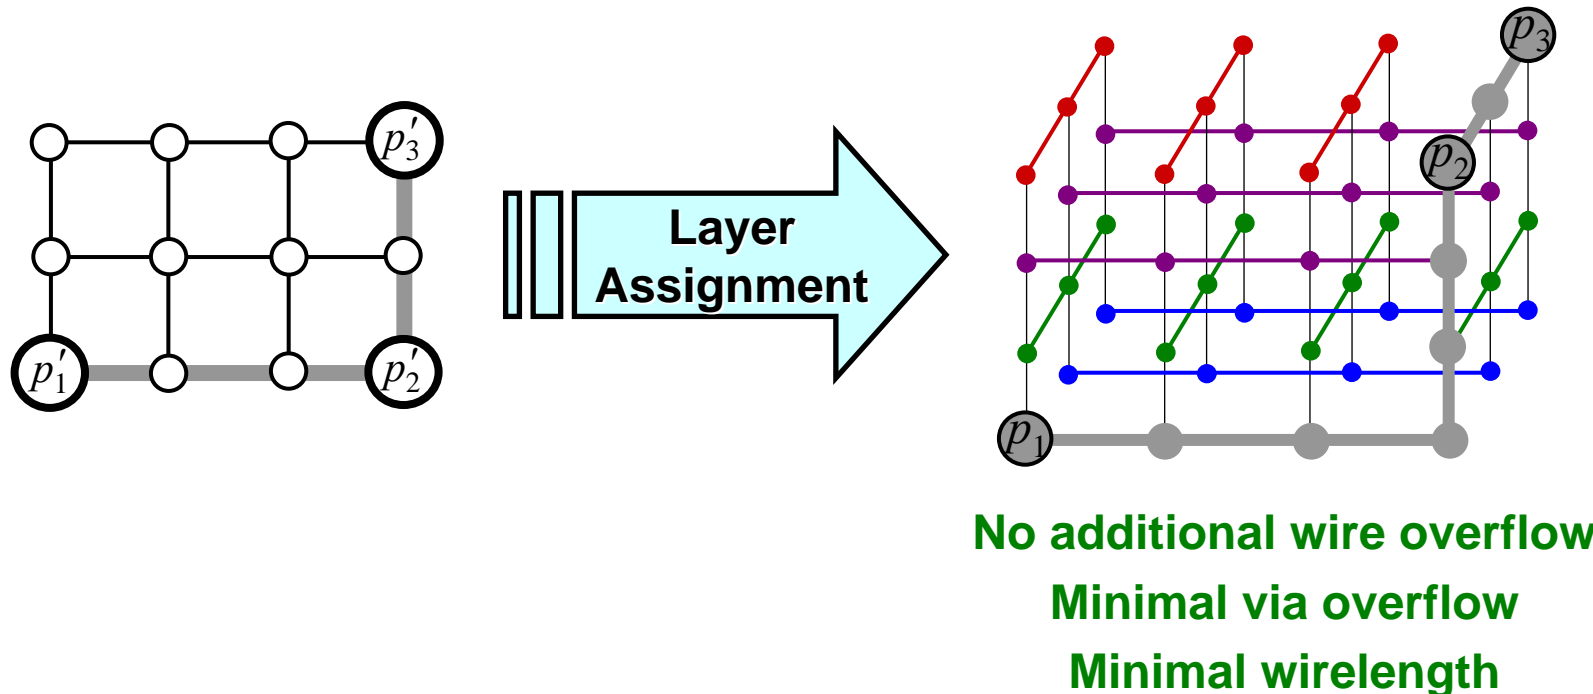 p′3
p3
p2
Layer
Assignment
p′1
p′2
p1
No additional wire overflow
Minimal via overflow
Minimal wirelength